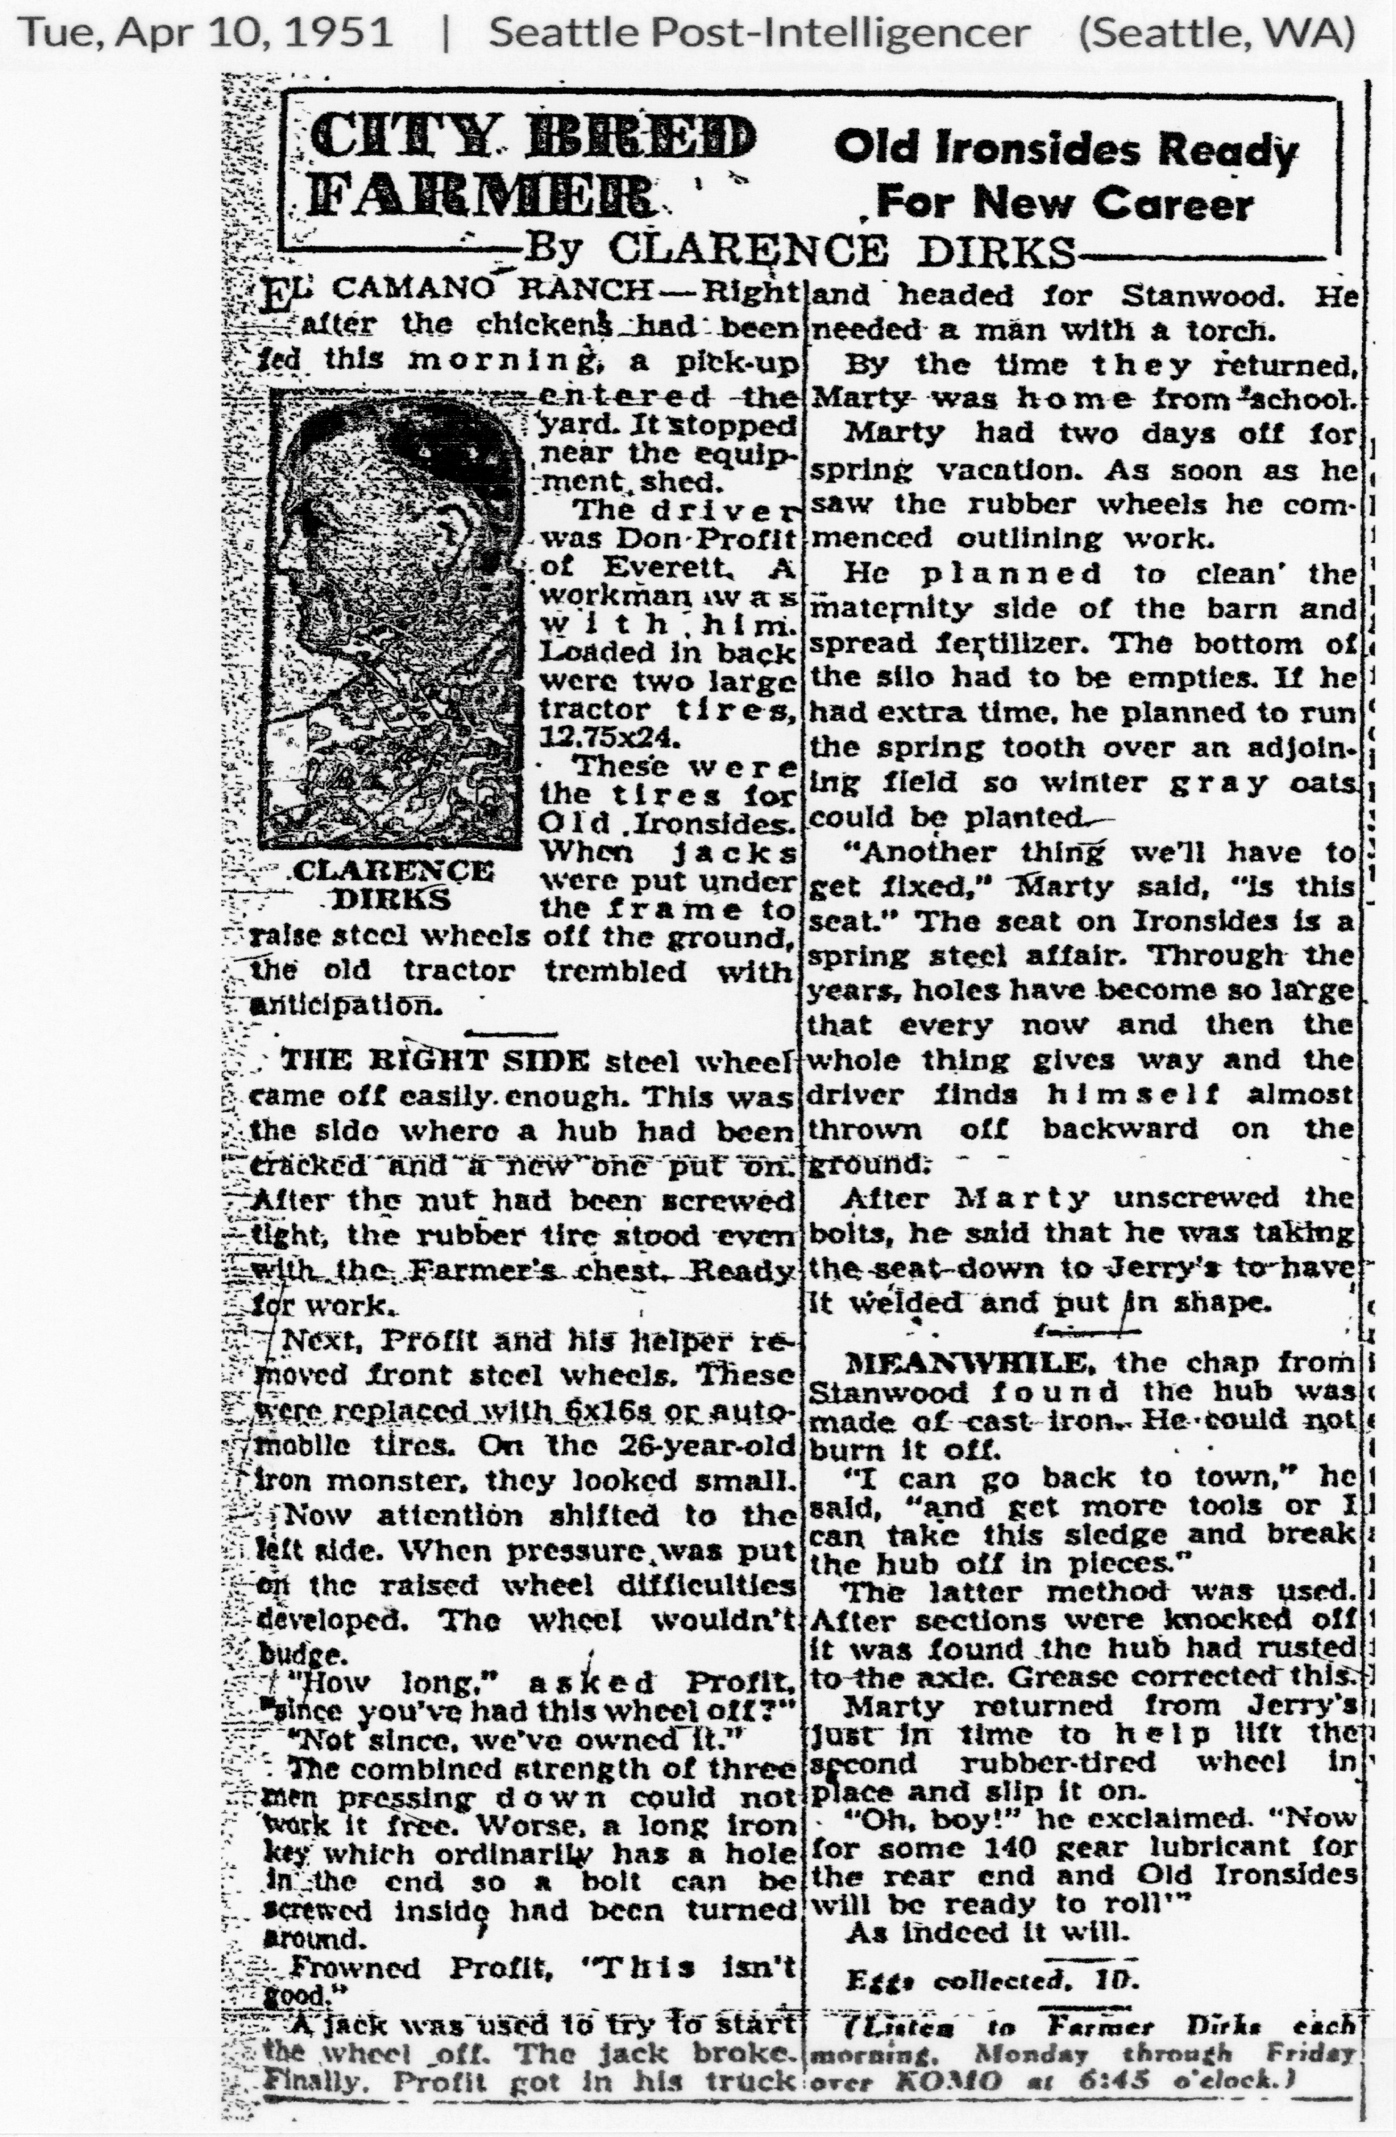 Tue, Apr 10, 1951 | Seattle Post-Intelligencer (Seattle, WA)
CITY BRED
FARMER
Old Ironsides Ready
For New Career
By CLARENCE DIRKS
EL CAMANO RANCH—Right
after the chickens had been
fed this morning, a pick-up
entered the
yard. It stopped
near the equip-
ment shed.
The driver
was Don Profit
of Everett. A
workman was
with him.
Loaded in back
were two large
tractor tires,
12.75x24.
These were
the tires for
Old Ironsides.
When jacks
were put under
the frame to
CLARENCE
DIRKS
raise steel wheels off the ground,
the old tractor trembled with
anticipation.
THE RIGHT SIDE steel wheel
came off easily enough. This was
the side where a hub had been
cracked and a new one put on.
After the nut had been screwed
tight, the rubber tire stood even
with the Farmer's chest. Ready
for work.
Next, Profit and his helper re-
moved front steel wheels. These
were replaced with 6x16s or auto-
mobile tires. On the 26-year-old
iron monster, they looked small.
Now attention shifted to the
left side. When pressure was put
on the raised wheel difficulties
developed. The wheel wouldn't
budge.
"How long," asked Profit,
"since you've had this wheel off?"
"Not since, we've owned it."
The combined strength of three
men pressing down could not
work it free. Worse, a long iron
key which ordinarily has a hole
in the end so a bolt can be
screwed inside had been turned
around.
Frowned Profit, "This isn't
good."
A jack was used to try to start
the wheel off. The jack broke.
Finally, Profit got in his truck
and headed for Stanwood. He
needed a man with a torch.
By the time they returned,
Marty was home from school.
Marty had two days off for
spring vacation. As soon as he
saw the rubber wheels he com-
menced outlining work.
He planned to clean the
maternity side of the barn and
spread fertilizer. The bottom of
the silo had to be empties. If he
had extra time, he planned to run
the spring tooth over an adjoin-
ing field so winter gray oats
could be planted.
"Another thing we'll have to
get fixed," Marty said, "is this
seat." The seat on Ironsides is a
spring steel affair. Through the
years, holes have become so large
that every now and then the
whole thing gives way and the
driver finds himself almost
thrown off backward on the
ground.
After Marty unscrewed the
bolts, he said that he was taking
the seat down to Jerry's to have
it welded and put in shape.
MEANWHILE, the chap from
Stanwood found the hub was
made of cast iron. He could not
burn it off.
"I can go back to town," he
said, "and get more tools or I
can take this sledge and break
the hub off in pieces."
The latter method was used.
After sections were knocked off
it was found the hub had rusted
to the axle. Grease corrected this.
Marty returned from Jerry's
just in time to help lift the
second rubber-tired wheel in
place and slip it on.
"Oh, boy!" he exclaimed. "Now
for some 140 gear lubricant for
the rear end and Old Ironsides
will be ready to roll'"
As indeed it will.
Eggs collected, 10.
(Listen to Farmer Dirks each
morning, Monday through Friday
over KOMO at 6:45 o'clock.)